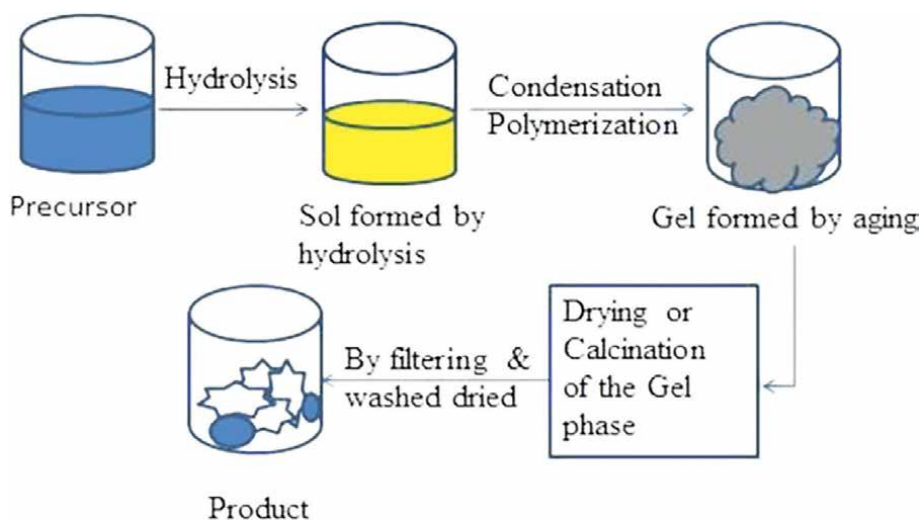 Precursor
Hydrolysis
Sol formed by
hydrolysis
Condensation
Polymerization
Gel formed by aging
Drying or
Calcination
of the Gel
phase
By filtering &
washed dried
Product